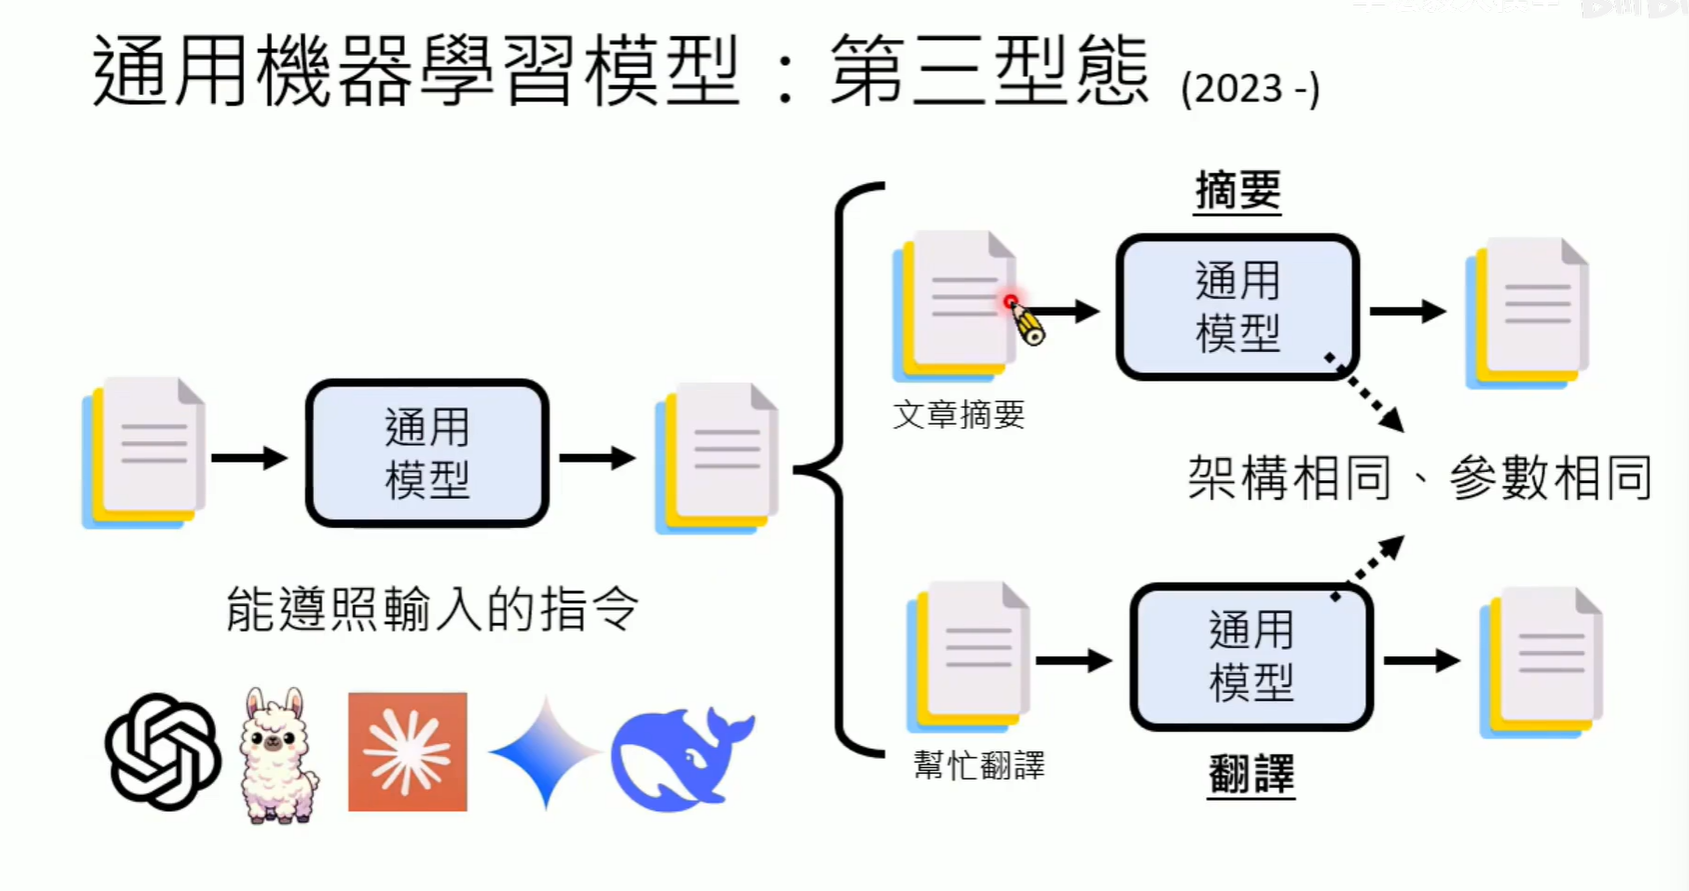 通用機器學習模型：第三型態 (2023 -)
摘要
通用
模型
文章摘要
架構相同、參數相同
通用
模型
能遵照輸入的指令
通用
模型
幫忙翻譯
翻譯